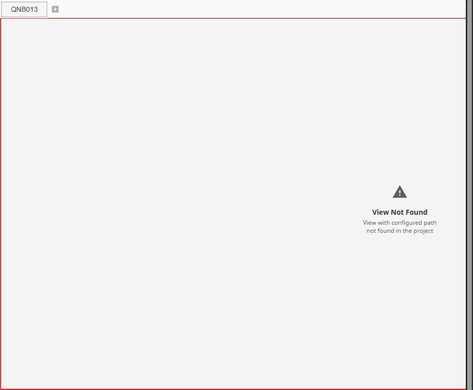 QNB013
View Not Found
View with configured path
not found in the project